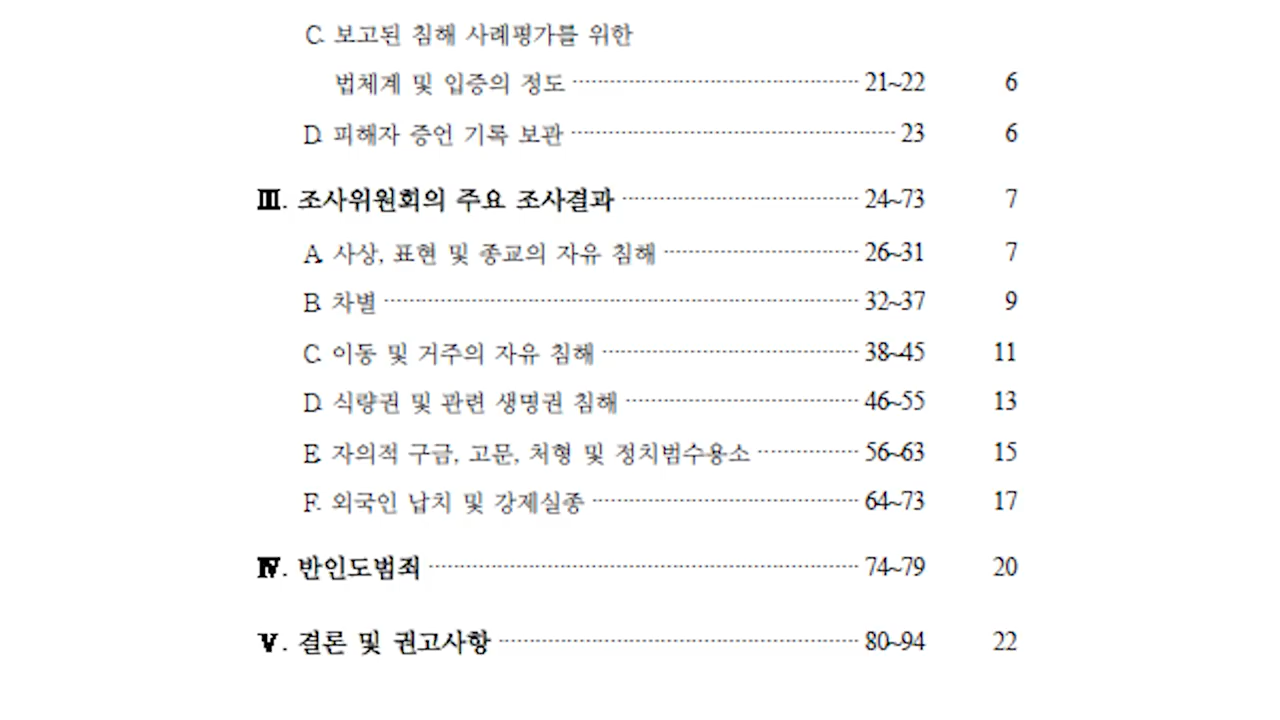 C. 보고된 침해 사례평가를 위한
법체계 및 입증의 정도 ········ 21~22 6
D. 피해자 증언 기록 보관 ········ 23 6
Ⅲ. 조사위원회의 주요 조사결과 ········ 24~73 7
A. 사상, 표현 및 종교의 자유 침해 ········ 26~31 7
B. 차별 ········ 32~37 9
C. 이동 및 거주의 자유 침해 ········ 38~45 11
D. 식량권 및 관련 생명권 침해 ········ 46~55 13
E. 자의적 구금, 고문, 처형 및 정치범수용소 ········ 56~63 15
F. 외국인 납치 및 강제실종 ········ 64~73 17
Ⅳ. 반인도범죄 ········ 74~79 20
Ⅴ. 결론 및 권고사항 ········ 80~94 22